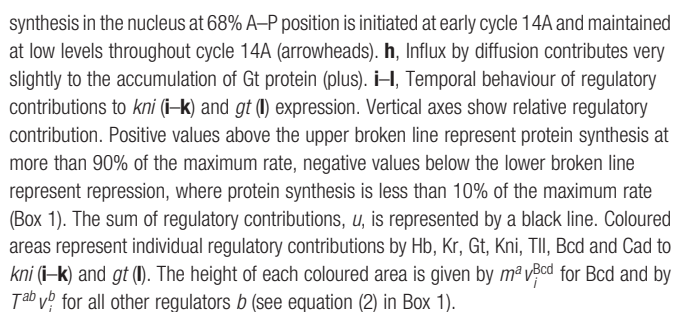 synthesis in the nucleus at 68% A–P position is initiated at early cycle 14A and maintained
at low levels throughout cycle 14A (arrowheads). h, Influx by diffusion contributes very
slightly to the accumulation of Gt protein (plus). i–l, Temporal behaviour of regulatory
contributions to kni (i–k) and gt (l) expression. Vertical axes show relative regulatory
contribution. Positive values above the upper broken line represent protein synthesis at
more than 90% of the maximum rate, negative values below the lower broken line
represent repression, where protein synthesis is less than 10% of the maximum rate
(Box 1). The sum of regulatory contributions, u, is represented by a black line. Coloured
areas represent individual regulatory contributions by Hb, Kr, Gt, Kni, Tll, Bcd and Cad to
kni (i–k) and gt (l). The height of each coloured area is given by mᵃvᵢᴮᶜᵈ for Bcd and by
Tᵃᵇvᵢᵇ for all other regulators b (see equation (2) in Box 1).